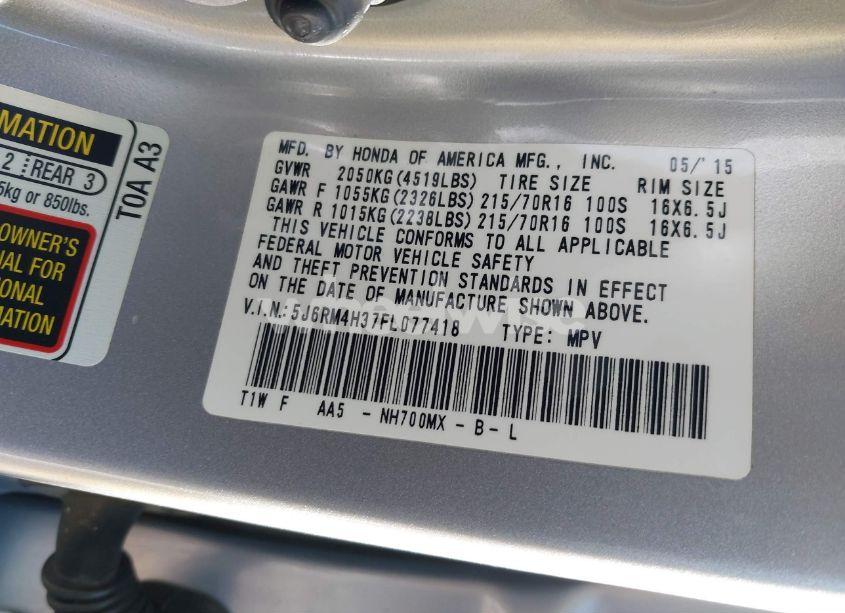 MATION
2 REAR 3
5kg or 850lbs.
OWNER'S
UAL FOR
IONAL
RMATION
T0A A3
MFD. BY HONDA OF AMERICA MFG., INC. 05/'15
GVWR 2050KG(4519LBS) TIRE SIZE RIM SIZE
GAWR F 1055KG(2326LBS) 215/70R16 100S 16X6.5J
GAWR R 1015KG(2238LBS) 215/70R16 100S 16X6.5J
THIS VEHICLE CONFORMS TO ALL APPLICABLE
FEDERAL MOTOR VEHICLE SAFETY
AND THEFT PREVENTION STANDARDS IN EFFECT
ON THE DATE OF MANUFACTURE SHOWN ABOVE.
V.I.N.:5J6RM4H37FL077418 TYPE: MPV
T1W F AA5 - NH700MX - B - L